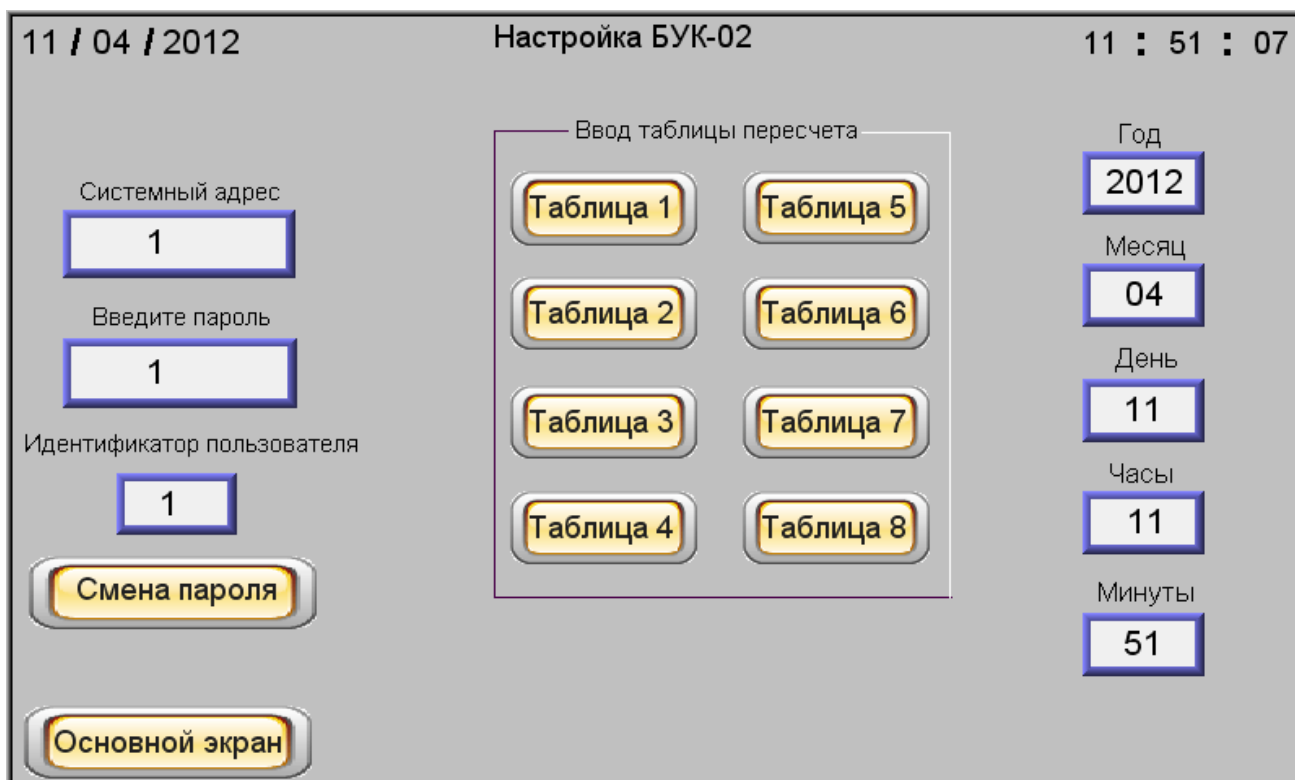 11 / 04 / 2012
Настройка БУК-02
11 : 51 : 07
Системный адрес
1
Введите пароль
1
Идентификатор пользователя
1
Смена пароля
Основной экран
Ввод таблицы пересчета
Таблица 1
Таблица 5
Таблица 2
Таблица 6
Таблица 3
Таблица 7
Таблица 4
Таблица 8
Год
2012
Месяц
04
День
11
Часы
11
Минуты
51